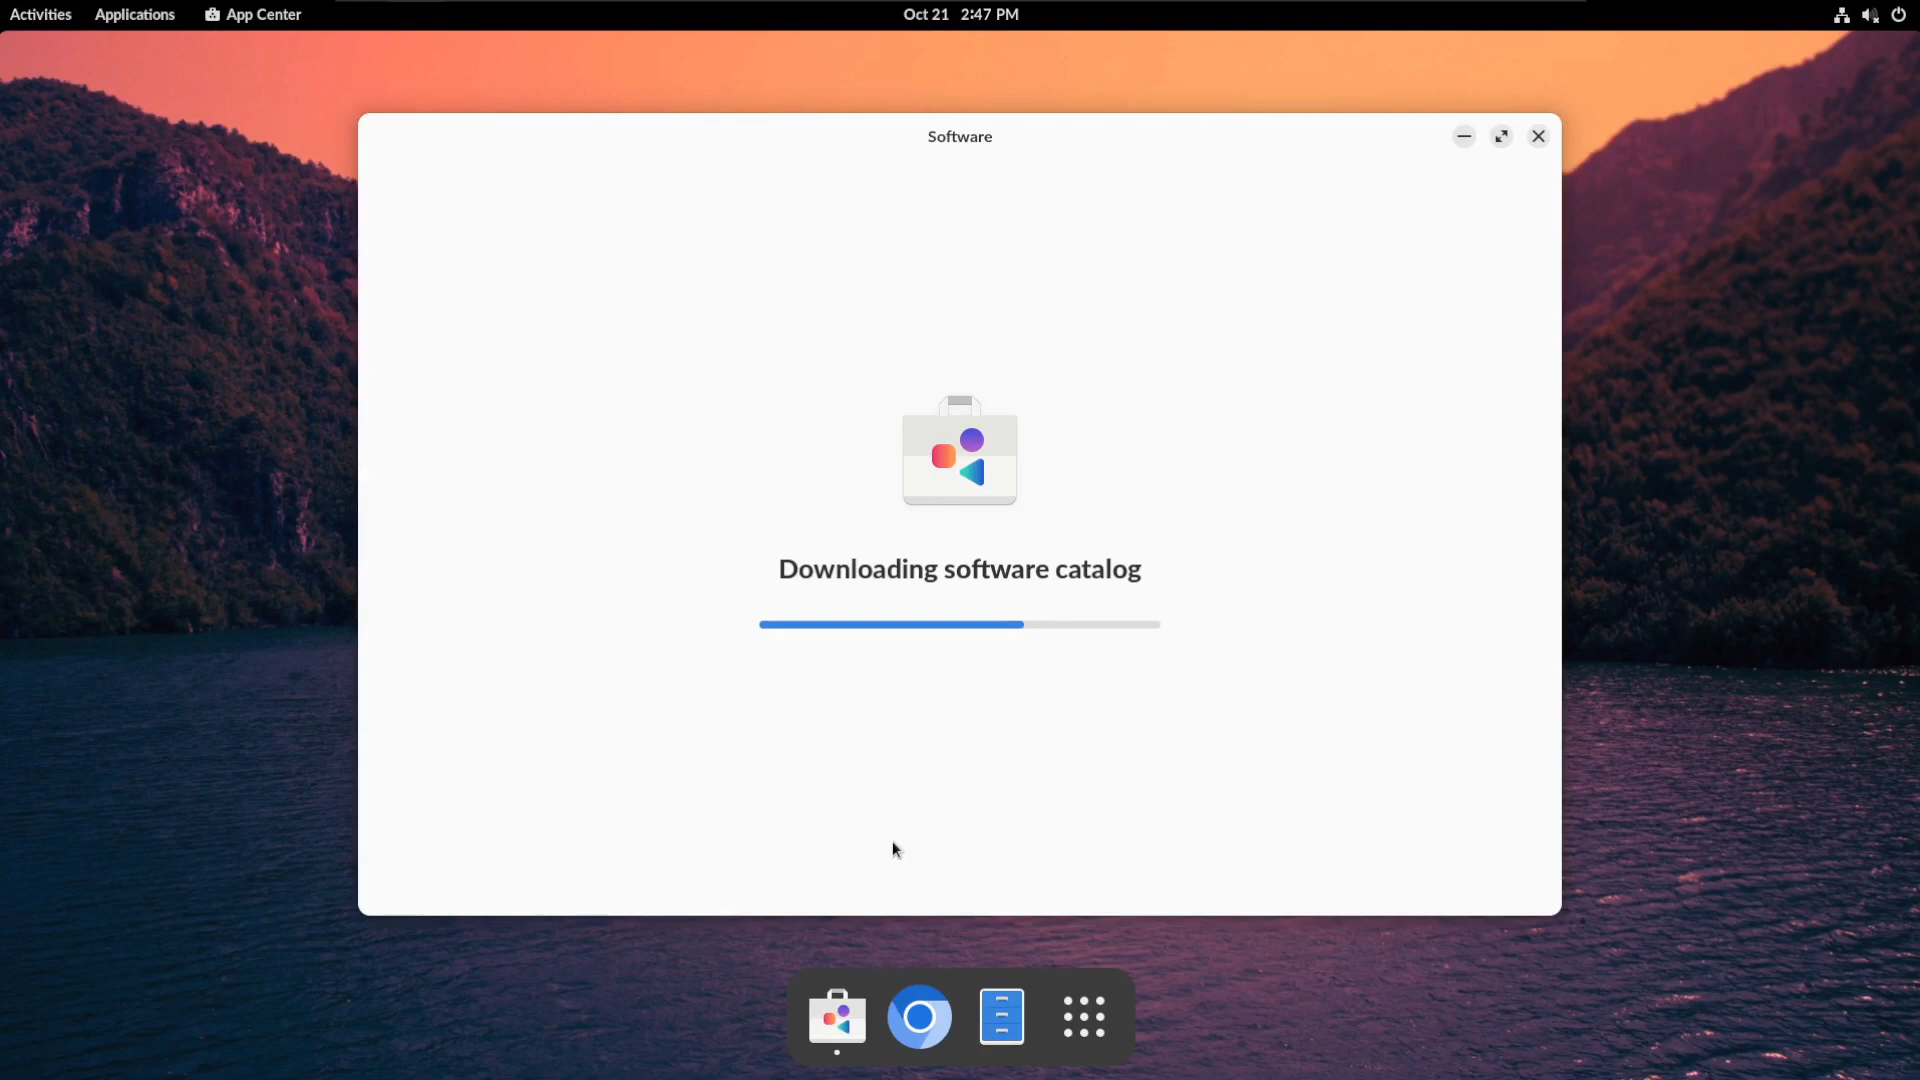 Activities Applications App Center Oct 21 2:47 PM
Software
Downloading software catalog